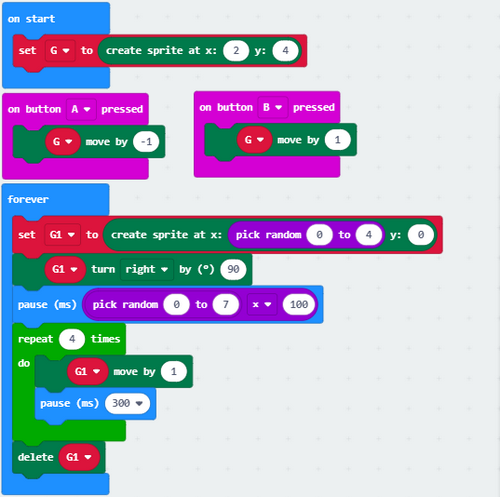 on start
set G to create sprite at x: 2 y: 4
on button A pressed
G move by -1
on button B pressed
G move by 1
forever
set G1 to create sprite at x: pick random 0 to 4 y: 0
G1 turn right by (º) 90
pause (ms) pick random 0 to 7 x 100
repeat 4 times
do
G1 move by 1
pause (ms) 300
delete G1